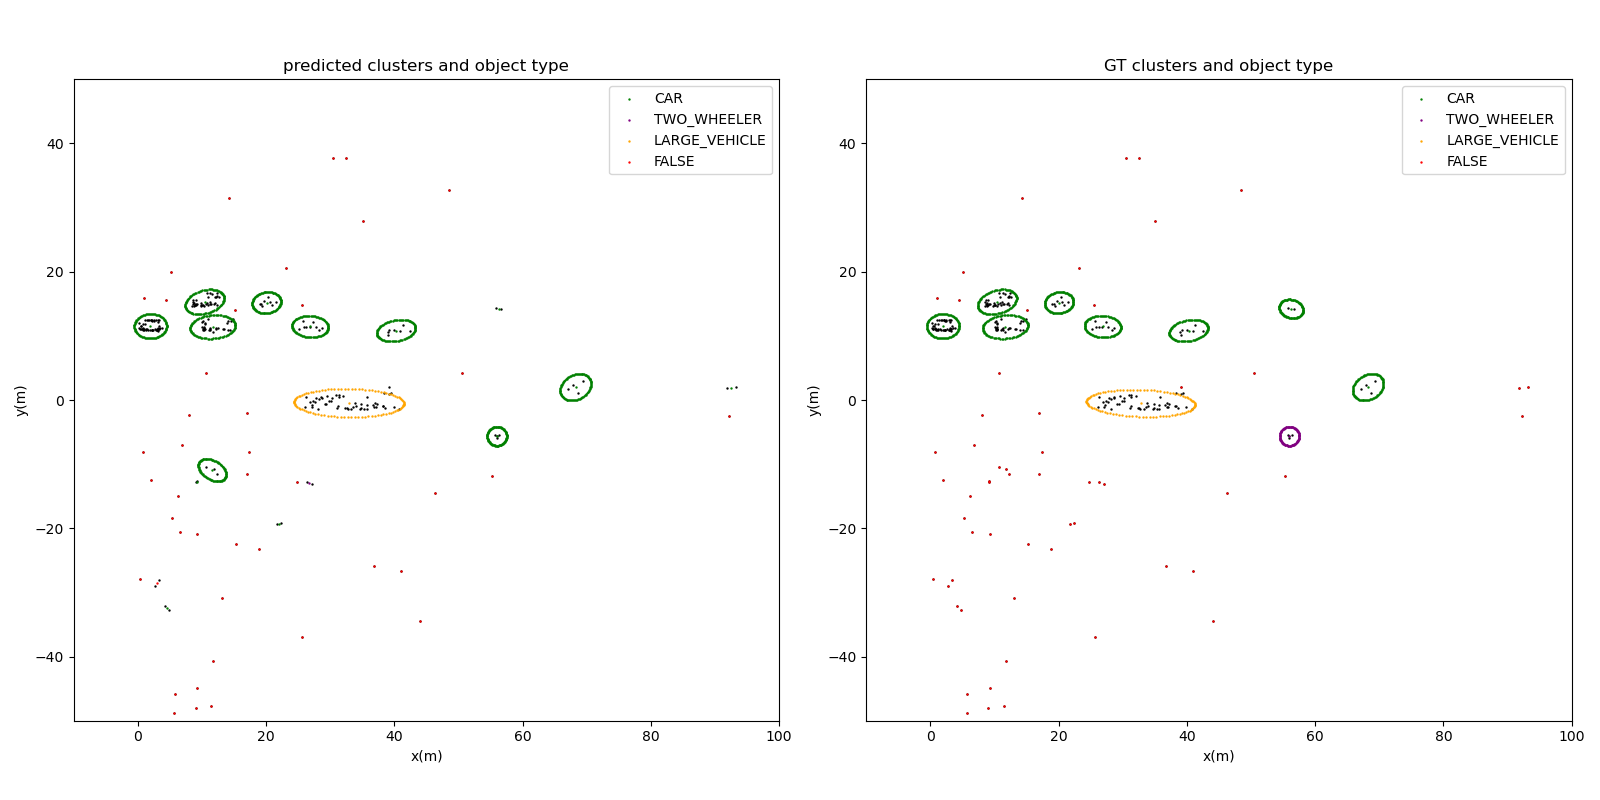 predicted clusters and object type
CAR
TWO_WHEELER
LARGE_VEHICLE
FALSE
40
20
0
−20
−40
y(m)
0
20
40
60
80
100
x(m)
GT clusters and object type
CAR
TWO_WHEELER
LARGE_VEHICLE
FALSE
40
20
0
−20
−40
y(m)
0
20
40
60
80
100
x(m)